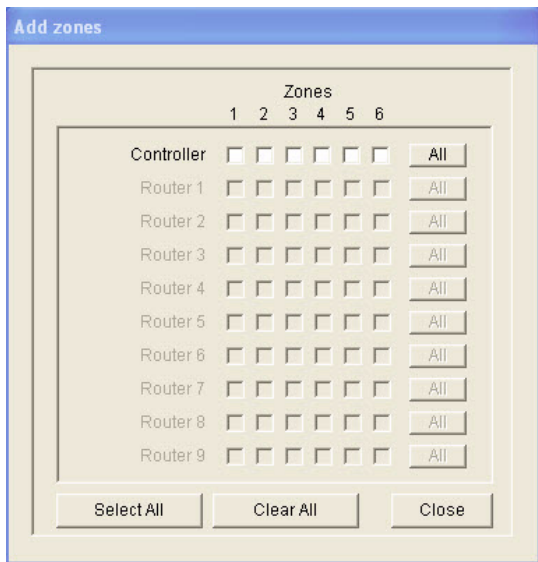 Add zones
Zones
1 2 3 4 5 6
Controller All
Router 1 All
Router 2 All
Router 3 All
Router 4 All
Router 5 All
Router 6 All
Router 7 All
Router 8 All
Router 9 All
Select All Clear All Close